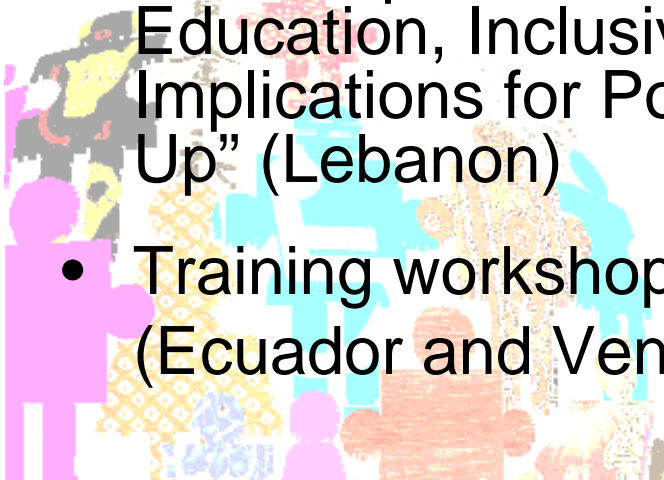 Education, Inclusiv
Implications for Po
Up” (Lebanon)
• Training workshop
(Ecuador and Ven